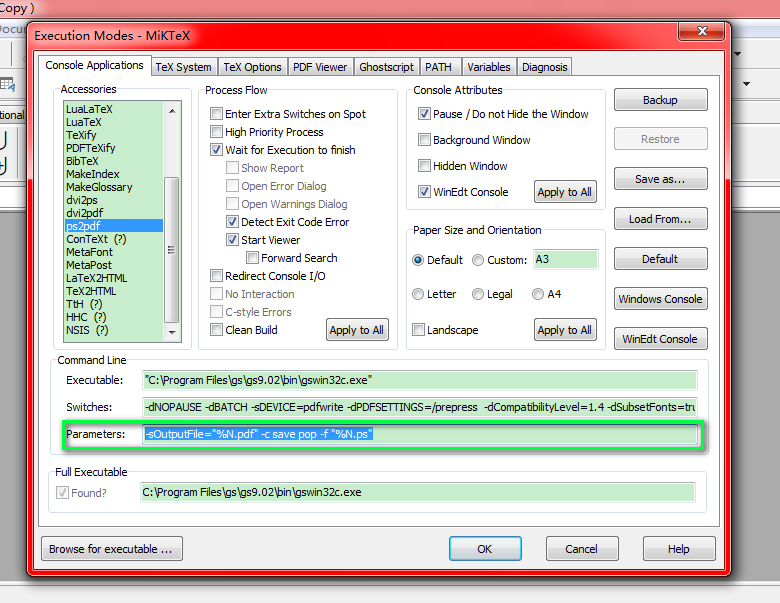 Copy )
Execution Modes - MiKTeX
Console Applications
TeX System
TeX Options
PDF Viewer
Ghostscript
PATH
Variables
Diagnosis
Accessories
LuaLaTeX
LuaTeX
TeXify
PDFTeXify
BibTeX
MakeIndex
MakeGlossary
dvi2ps
dvi2pdf
ps2pdf
ConTeXt (?)
MetaFont
MetaPost
LaTeX2HTML
TeX2HTML
TtH (?)
HHC (?)
NSIS (?)
Process Flow
Enter Extra Switches on Spot
High Priority Process
Wait for Execution to finish
Show Report
Open Error Dialog
Open Warnings Dialog
Detect Exit Code Error
Start Viewer
Forward Search
Redirect Console I/O
No Interaction
C-style Errors
Clean Build
Apply to All
Console Attributes
Pause / Do not Hide the Window
Background Window
Hidden Window
WinEdt Console
Apply to All
Paper Size and Orientation
Default
Custom:
A3
Letter
Legal
A4
Landscape
Apply to All
Backup
Restore
Save as...
Load From...
Default
Windows Console
WinEdt Console
Command Line
Executable:
"C:\Program Files\gs\gs9.02\bin\gswin32c.exe"
Switches:
-dNOPAUSE -dBATCH -sDEVICE=pdfwrite -dPDFSETTINGS=/prepress -dCompatibilityLevel=1.4 -dSubsetFonts=tru
Parameters:
-sOutputFile="%N.pdf" -c save pop -f "%N.ps"
Full Executable
Found?
C:\Program Files\gs\gs9.02\bin\gswin32c.exe
Browse for executable ...
OK
Cancel
Help